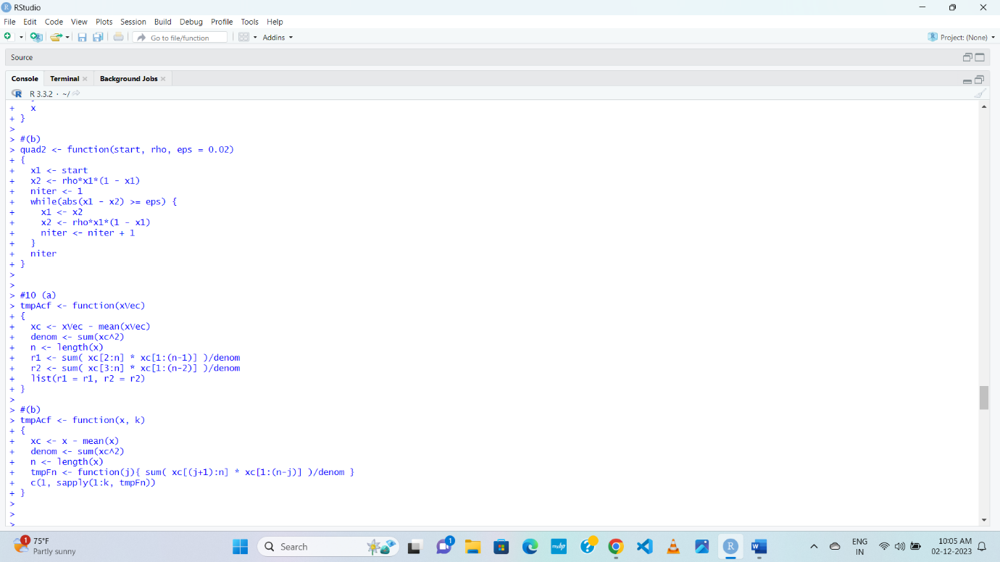 RStudio
File Edit Code View Plots Session Build Debug Profile Tools Help
Go to file/function Addins Project: (None)
Source
Console Terminal Background Jobs
R 3.3.2 · ~/
+   x
+ }
>
> #(b)
> quad2 <- function(start, rho, eps = 0.02)
+ {
+   x1 <- start
+   x2 <- rho*x1*(1 - x1)
+   niter <- 1
+   while(abs(x1 - x2) >= eps) {
+     x1 <- x2
+     x2 <- rho*x1*(1 - x1)
+     niter <- niter + 1
+   }
+   niter
+ }
>
>
> #10 (a)
> tmpAcf <- function(xVec)
+ {
+   xc <- xVec - mean(xVec)
+   denom <- sum(xc^2)
+   n <- length(x)
+   r1 <- sum( xc[2:n] * xc[1:(n-1)] )/denom
+   r2 <- sum( xc[3:n] * xc[1:(n-2)] )/denom
+   list(r1 = r1, r2 = r2)
+ }
>
> #(b)
> tmpAcf <- function(x, k)
+ {
+   xc <- x - mean(x)
+   denom <- sum(xc^2)
+   n <- length(x)
+   tmpFn <- function(j){ sum( xc[(j+1):n] * xc[1:(n-j)] )/denom }
+   c(1, sapply(1:k, tmpFn))
+ }
>
>
>
1 75°F
Partly sunny
Search
1
myhp
ENG
IN
10:05 AM
02-12-2023